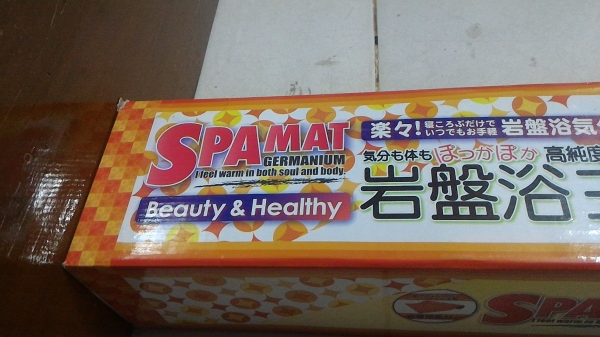 SPAMAT
GERMANIUM
I feel warm in both soul and body.
Beauty & Healthy
楽々!寝ころぶだけで
いつでもお手軽 岩盤浴気分
気分も体も ぽっかぽか 高純度
岩盤浴
SPAMAT